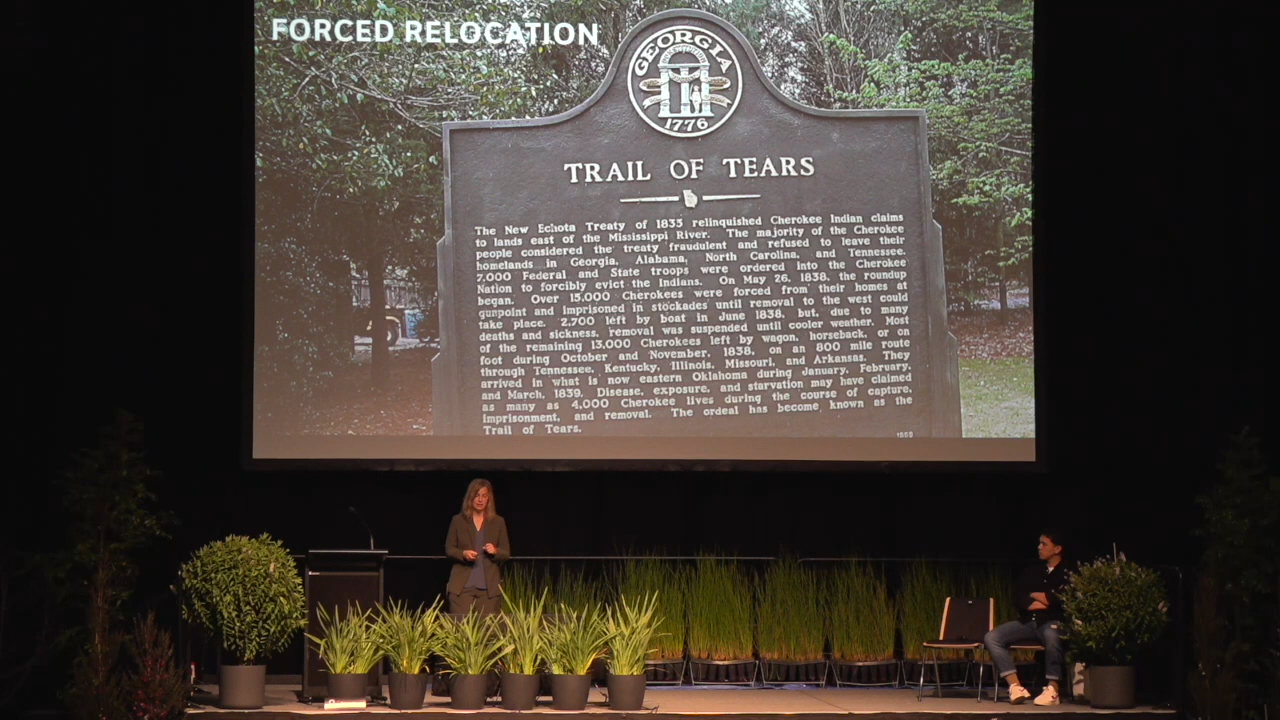 FORCED RELOCATION
GEORGIA
1776
TRAIL OF TEARS
The New Echota Treaty of 1835 relinquished Cherokee Indian claims
to lands east of the Mississippi River. The majority of the Cherokee
people considered the treaty fraudulent and refused to leave their
homelands in Georgia, Alabama, North Carolina, and Tennessee.
7,000 Federal and State troops were ordered into the Cherokee
Nation to forcibly evict the Indians. On May 26, 1838, the roundup
began. Over 15,000 Cherokees were forced from their homes at
gunpoint and imprisoned in stockades until removal to the west could
take place. 2,700 left by boat in June 1838, but, due to many
deaths and sickness, removal was suspended until cooler weather. Most
of the remaining 13,000 Cherokees left by wagon, horseback, or on
foot during October and November, 1838, on an 800 mile route
through Tennessee, Kentucky, Illinois, Missouri, and Arkansas. They
arrived in what is now eastern Oklahoma during January, February,
and March, 1839. Disease, exposure, and starvation may have claimed
as many as 4,000 Cherokee lives during the course of capture,
imprisonment, and removal. The ordeal has become known as the
Trail of Tears.